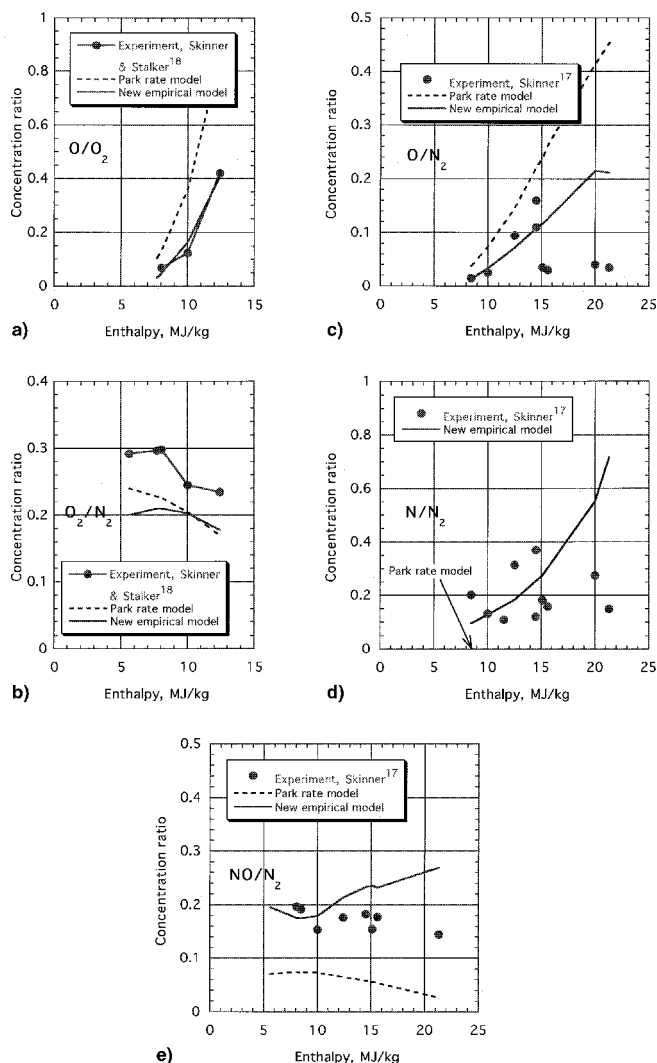 1
0.8
0.6
0.4
0.2
0
Concentration ratio
Experiment, Skinner
& Stalker18
Park rate model
New empirical model
O/O2
0 5 10 15
Enthalpy, MJ/kg
a)
0.5
0.4
0.3
0.2
0.1
0
Concentration ratio
Experiment, Skinner17
Park rate model
New empirical model
O/N2
0 5 10 15 20 25
Enthalpy, MJ/kg
c)
0.4
0.3
0.2
0.1
0
Concentration ratio
O2/N2
Experiment, Skinner
& Stalker18
Park rate model
New empirical model
0 5 10 15
Enthalpy, MJ/kg
b)
1
0.8
0.6
0.4
0.2
0
Concentration ratio
Experiment, Skinner17
New empirical model
N/N2
Park rate model
0 5 10 15 20 25
Enthalpy, MJ/kg
d)
0.5
0.4
0.3
0.2
0.1
0
Concentration ratio
Experiment, Skinner17
Park rate model
New empirical model
NO/N2
0 5 10 15 20 25
Enthalpy, MJ/kg
e)